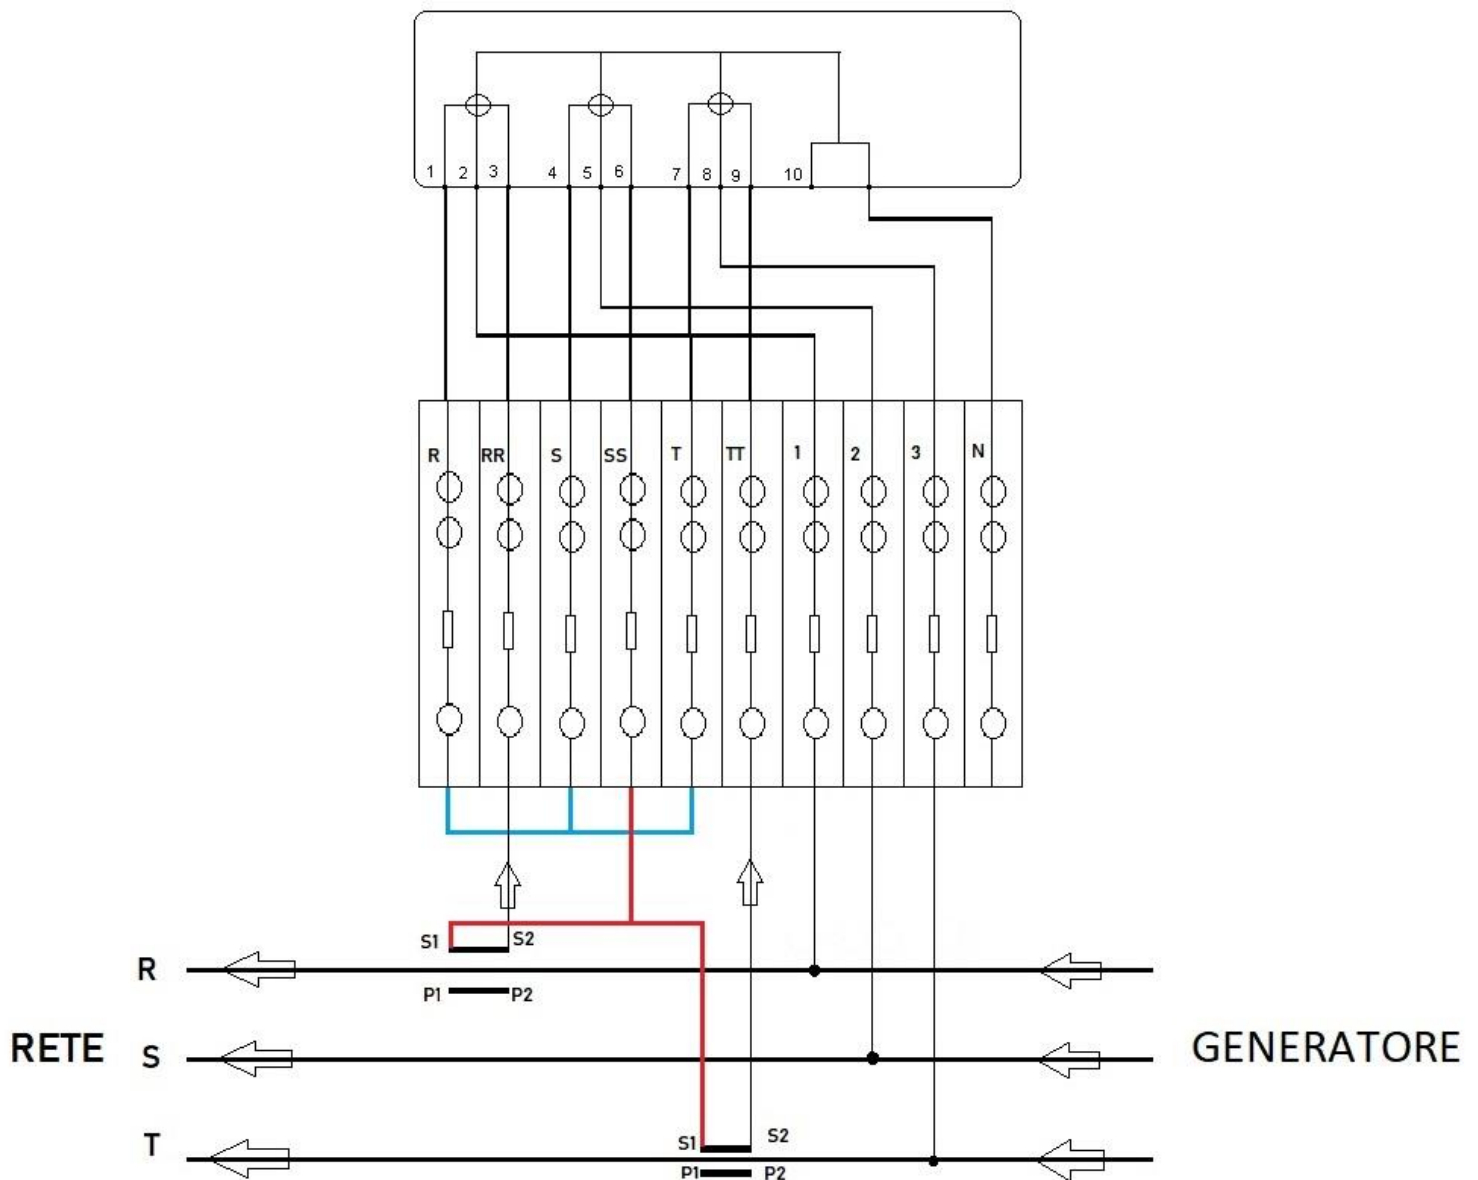 1 2 3 4 5 6 7 8 9 10
R RR S SS T TT 1 2 3 N
S1 S2
R
P1 P2
RETE S GENERATORE
S1 S2
T
P1 P2